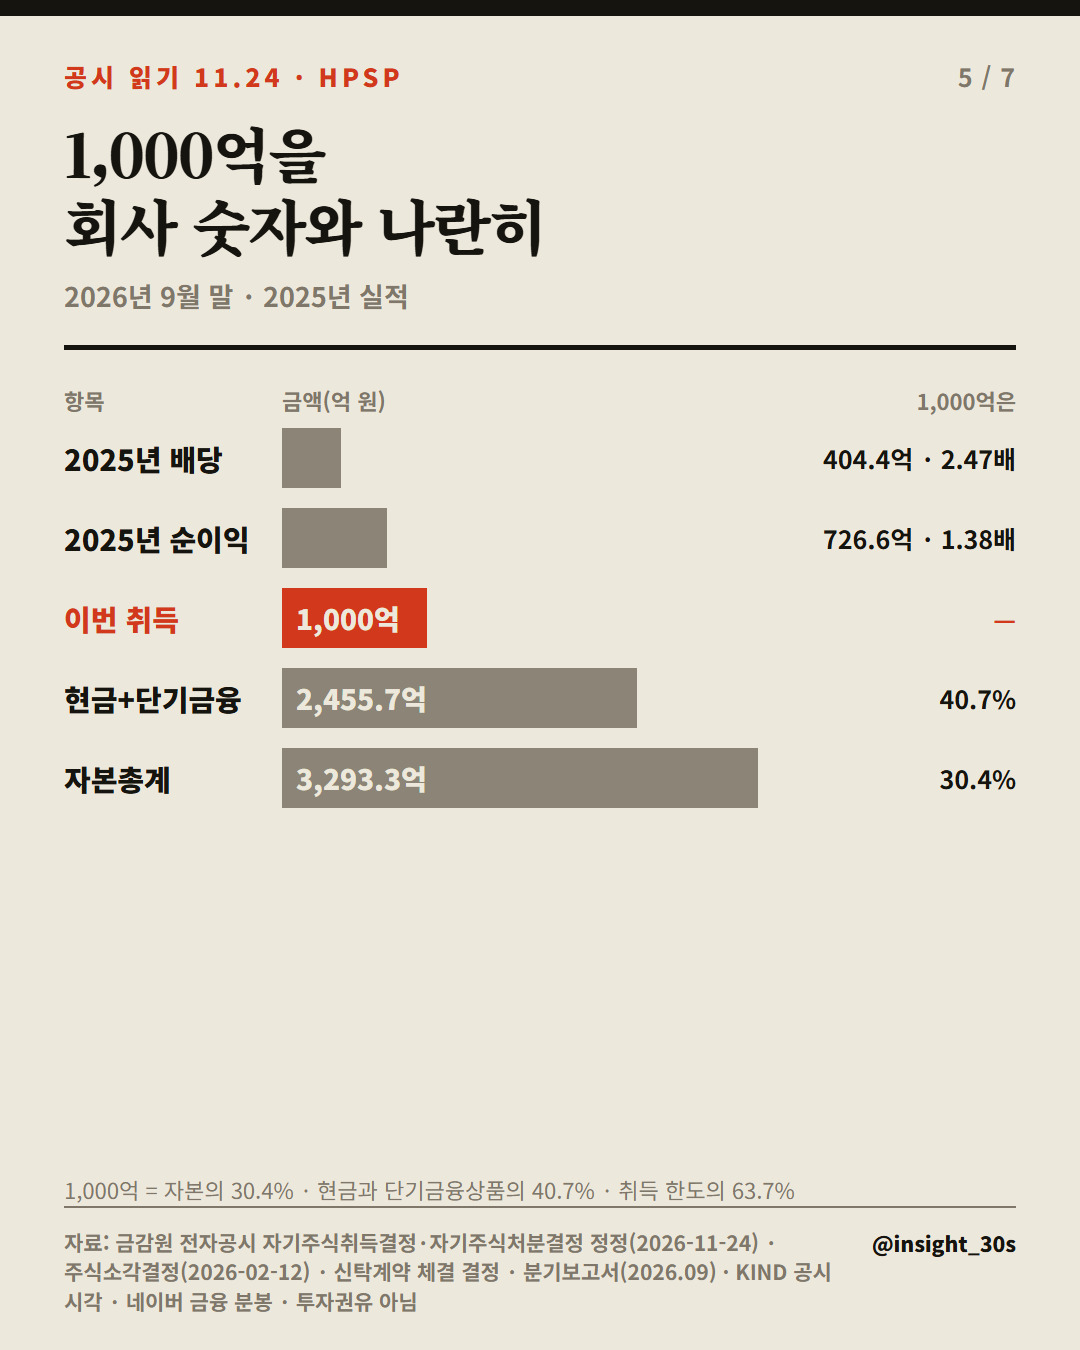 공시 읽기 11.24 · HPSP
5 / 7
1,000억을
회사 숫자와 나란히
2026년 9월 말 · 2025년 실적
항목 금액(억 원) 1,000억은
2025년 배당 404.4억 · 2.47배
2025년 순이익 726.6억 · 1.38배
이번 취득 1,000억 —
현금+단기금융 2,455.7억 40.7%
자본총계 3,293.3억 30.4%
1,000억 = 자본의 30.4% · 현금과 단기금융상품의 40.7% · 취득 한도의 63.7%
자료: 금감원 전자공시 자기주식취득결정·자기주식처분결정 정정(2026-11-24) ·
주식소각결정(2026-02-12) · 신탁계약 체결 결정 · 분기보고서(2026.09) · KIND 공시
시각 · 네이버 금융 분봉 · 투자권유 아님
@insight_30s